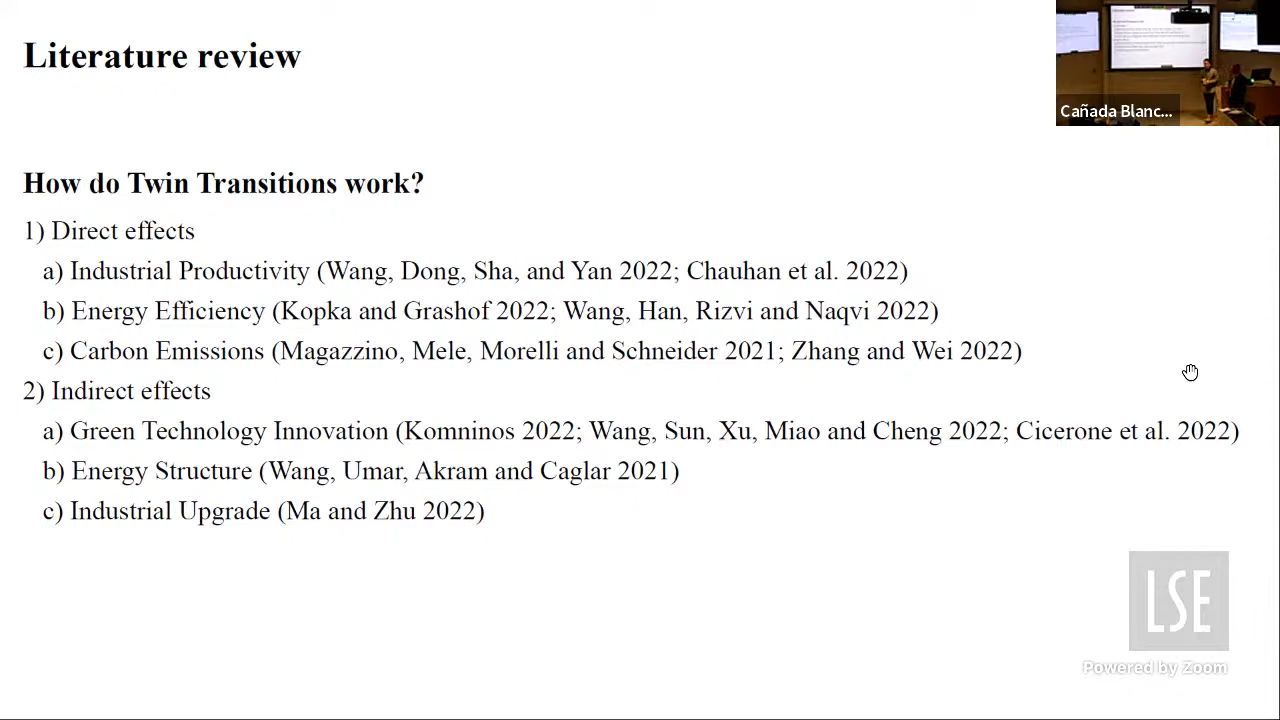 Literature review
Cañada Blanc...
How do Twin Transitions work?
1) Direct effects
a) Industrial Productivity (Wang, Dong, Sha, and Yan 2022; Chauhan et al. 2022)
b) Energy Efficiency (Kopka and Grashof 2022; Wang, Han, Rizvi and Naqvi 2022)
c) Carbon Emissions (Magazzino, Mele, Morelli and Schneider 2021; Zhang and Wei 2022)
2) Indirect effects
a) Green Technology Innovation (Komninos 2022; Wang, Sun, Xu, Miao and Cheng 2022; Cicerone et al. 2022)
b) Energy Structure (Wang, Umar, Akram and Caglar 2021)
c) Industrial Upgrade (Ma and Zhu 2022)
LSE
Powered by Zoom